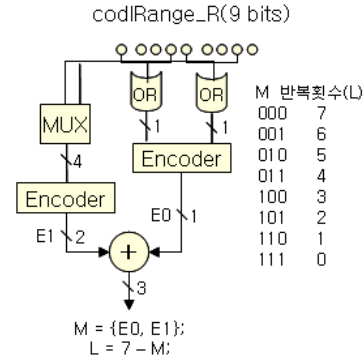 codIRange_R(9 bits)
OR
OR
MUX
1
1
4
Encoder
Encoder
E0
1
E1
2
+
3
M = {E0, E1};
L = 7 - M;
M 반복횟수(L)
000 7
001 6
010 5
011 4
100 3
101 2
110 1
111 0